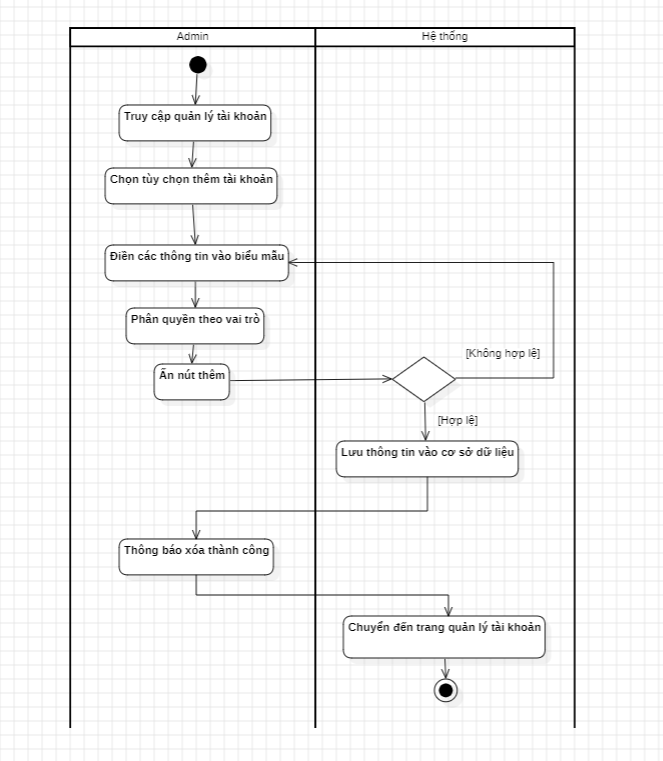 Admin
Hệ thống
Truy cập quản lý tài khoản
Chọn tùy chọn thêm tài khoản
Điền các thông tin vào biểu mẫu
Phân quyền theo vai trò
[Không hợp lệ]
Ấn nút thêm
[Hợp lệ]
Lưu thông tin vào cơ sở dữ liệu
Thông báo xóa thành công
Chuyển đến trang quản lý tài khoản